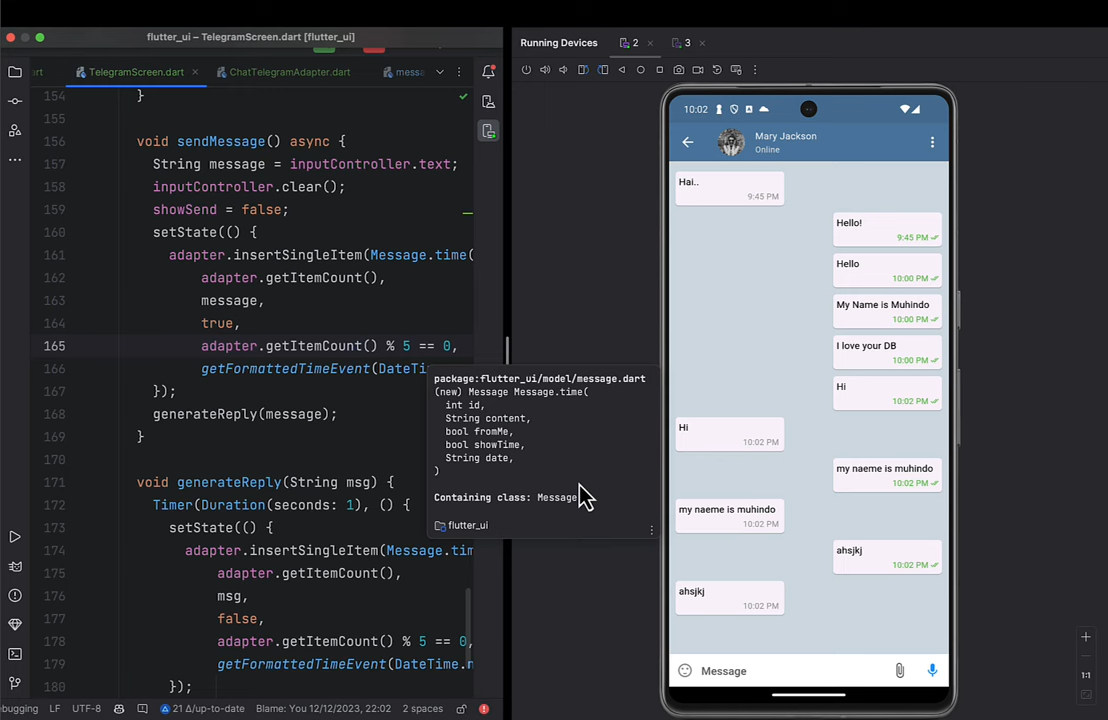 flutter_ui – TelegramScreen.dart [flutter_ui]
rt
TelegramScreen.dart
ChatTelegramAdapter.dart
messa
154 }
155
156 void sendMessage() async {
157 String message = inputController.text;
158 inputController.clear();
159 showSend = false;
160 setState(() {
161 adapter.insertSingleItem(Message.time(
162 adapter.getItemCount(),
163 message,
164 true,
165 adapter.getItemCount() % 5 == 0,
166 getFormattedTimeEvent(DateTi
167 });
168 generateReply(message);
169 }
170
171 void generateReply(String msg) {
172 Timer(Duration(seconds: 1), () {
173 setState(() {
174 adapter.insertSingleItem(Message.tim
175 adapter.getItemCount(),
176 msg,
177 false,
178 adapter.getItemCount() % 5 == 0,
179 getFormattedTimeEvent(DateTime.n
180 });
package:flutter_ui/model/message.dart
(new) Message Message.time(
int id,
String content,
bool fromMe,
bool showTime,
String date,
)
Containing class: Message
flutter_ui
ebugging LF UTF-8 21 Δ/up-to-date Blame: You 12/12/2023, 22:02 2 spaces
Running Devices 2 3
10:02
Mary Jackson
Online
Hai..
9:45 PM
Hello!
9:45 PM
Hello
10:00 PM
My Name is Muhindo
10:00 PM
I love your DB
10:00 PM
Hi
10:02 PM
Hi
10:02 PM
my naeme is muhindo
10:02 PM
my naeme is muhindo
10:02 PM
ahsjkj
10:02 PM
ahsjkj
10:02 PM
Message
1:1